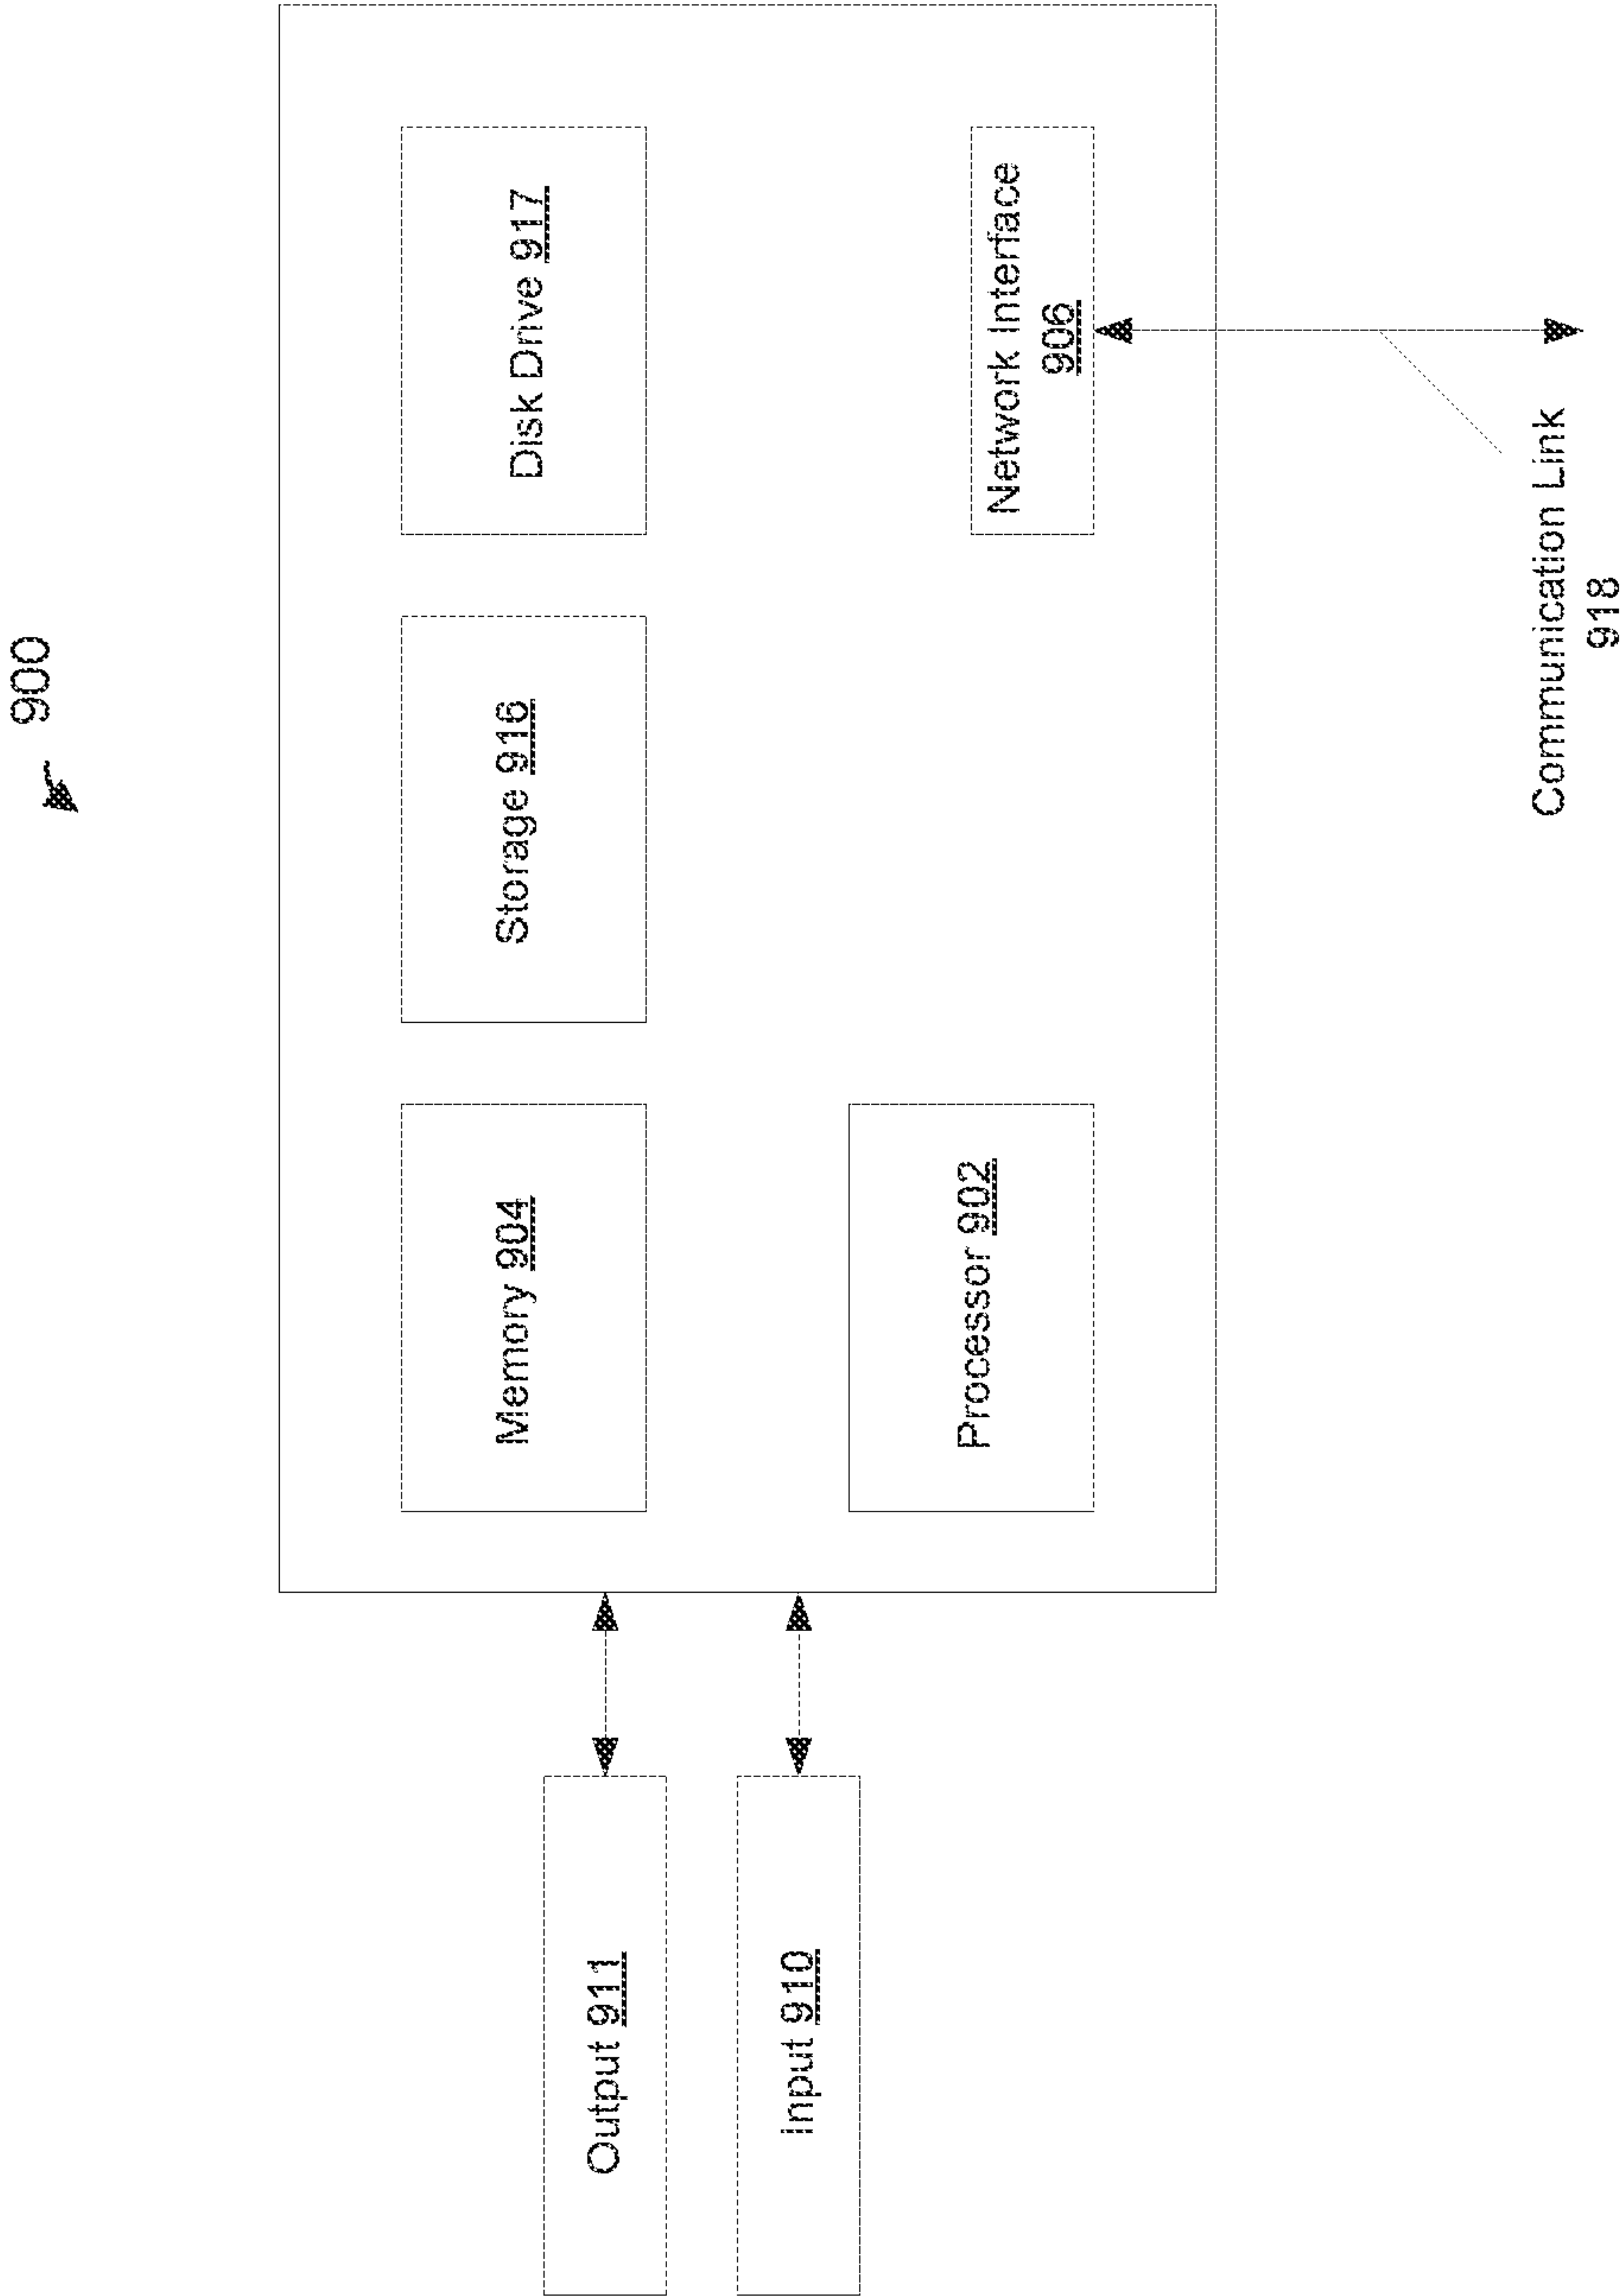 900
Memory 904
Storage 916
Disk Drive 917
Output 911
Input 910
Processor 902
Network Interface
906
Communication Link
918